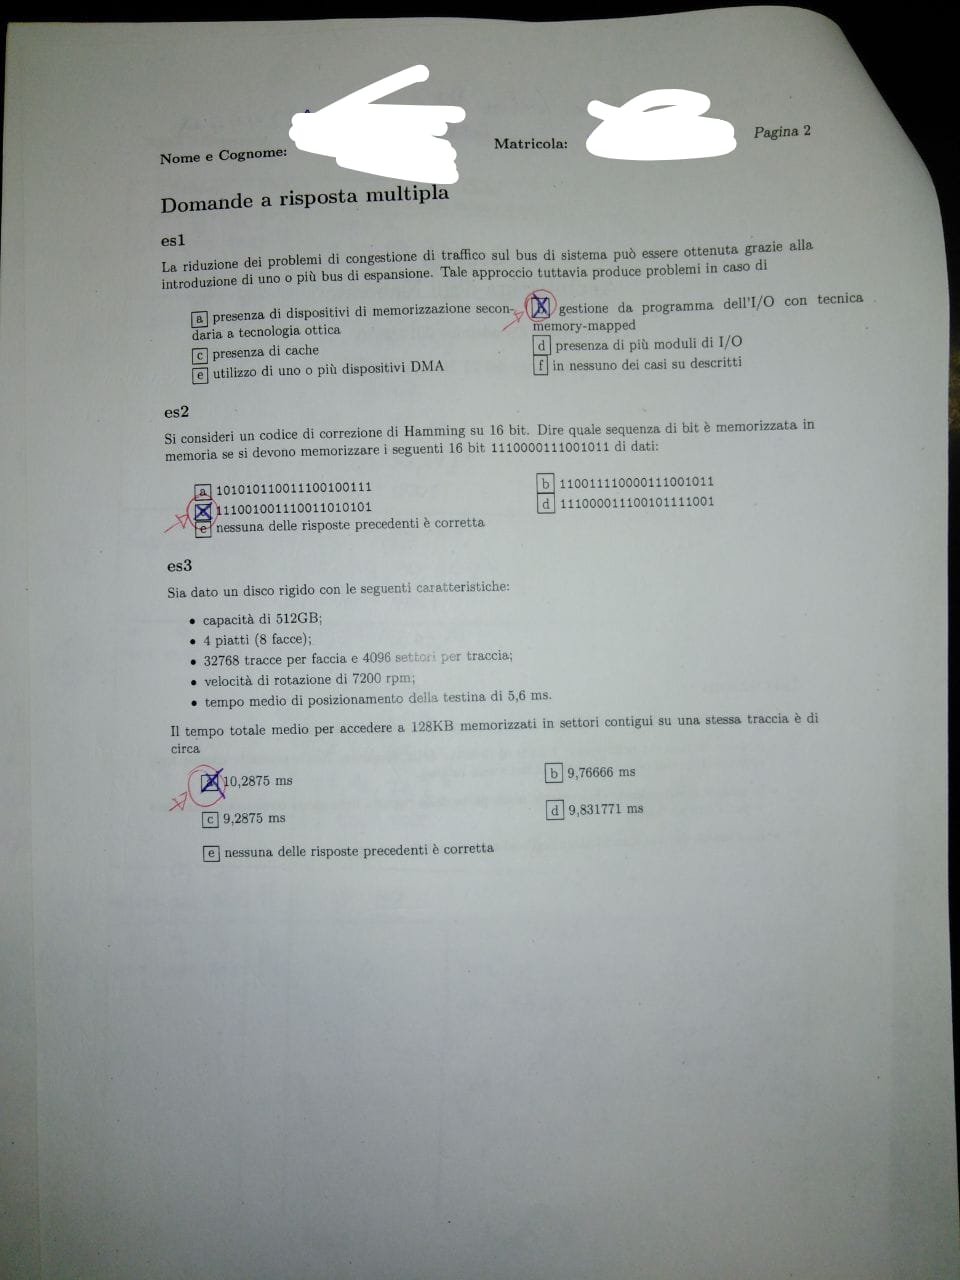 Nome e Cognome:
Matricola:
Pagina 2
Domande a risposta multipla
es1
La riduzione dei problemi di congestione di traffico sul bus di sistema può essere ottenuta grazie alla
introduzione di uno o più bus di espansione. Tale approccio tuttavia produce problemi in caso di
a presenza di dispositivi di memorizzazione secon-
daria a tecnologia ottica
gestione da programma dell'I/O con tecnica
memory-mapped
c presenza di cache
d presenza di più moduli di I/O
e utilizzo di uno o più dispositivi DMA
f in nessuno dei casi su descritti
es2
Si consideri un codice di correzione di Hamming su 16 bit. Dire quale sequenza di bit è memorizzata in
memoria se si devono memorizzare i seguenti 16 bit 1110000111001011 di dati:
a 101010110011100100111
b 110011110000111001011
111001001110011010101
d 111000011100101111001
e nessuna delle risposte precedenti è corretta
es3
Sia dato un disco rigido con le seguenti caratteristiche:
• capacità di 512GB;
• 4 piatti (8 facce);
• 32768 tracce per faccia e 4096 settori per traccia;
• velocità di rotazione di 7200 rpm;
• tempo medio di posizionamento della testina di 5,6 ms.
Il tempo totale medio per accedere a 128KB memorizzati in settori contigui su una stessa traccia è di
circa
10,2875 ms
b 9,76666 ms
c 9,2875 ms
d 9,831771 ms
e nessuna delle risposte precedenti è corretta